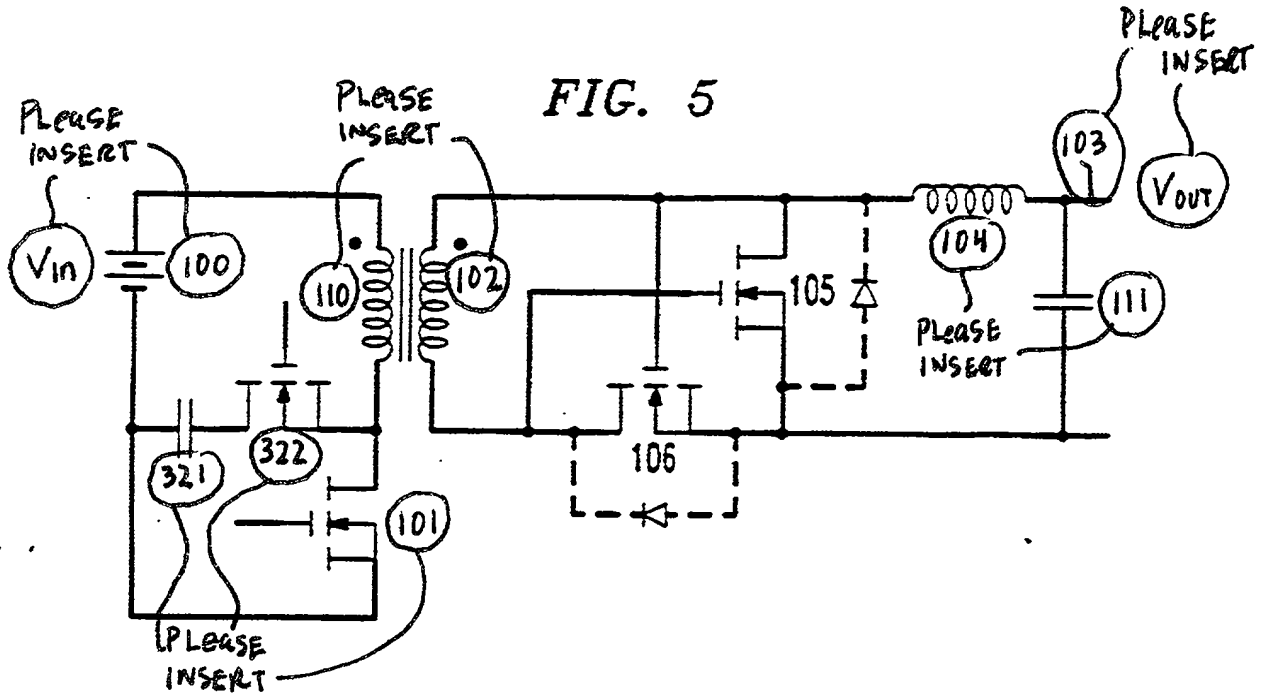 FIG. 5
PLease
INSERT
PLease
INSERT
PLease
INSERT
Vin
100
110
102
103
VOUT
104
105
111
PLease
INSERT
106
321
322
101
PLease
INSERT